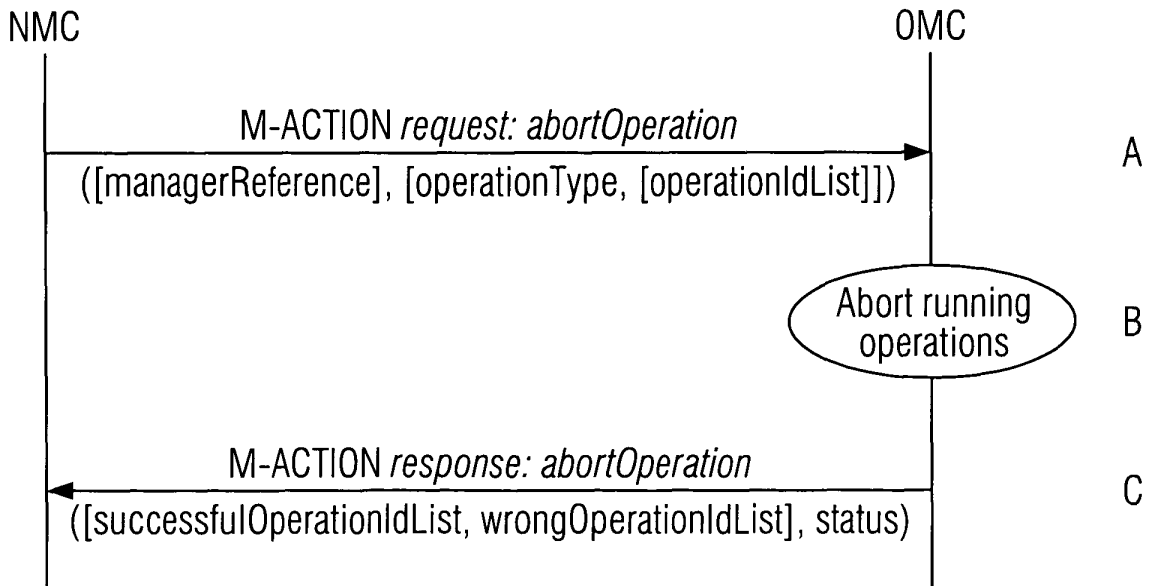 NMC
OMC
M-ACTION request: abortOperation
A
([managerReference], [operationType, [operationIdList]])
Abort running
operations
B
M-ACTION response: abortOperation
C
([successfulOperationIdList, wrongOperationIdList], status)